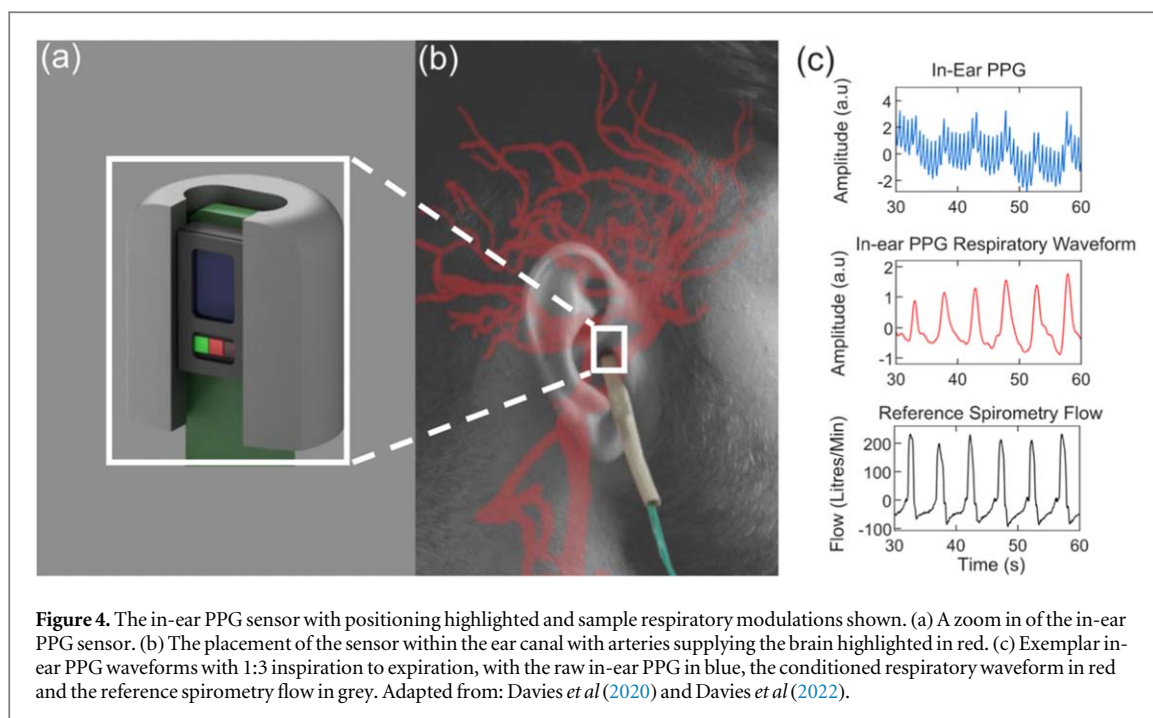 (a)
(b)
(c)
In-Ear PPG
Amplitude (a.u)
4
2
0
-2
30 40 50 60
In-ear PPG Respiratory Waveform
Amplitude (a.u)
2
1
0
-1
30 40 50 60
Reference Spirometry Flow
Flow (Litres/Min)
200
100
0
-100
30 40 50 60
Time (s)
Figure 4. The in-ear PPG sensor with positioning highlighted and sample respiratory modulations shown. (a) A zoom in of the in-ear
PPG sensor. (b) The placement of the sensor within the ear canal with arteries supplying the brain highlighted in red. (c) Exemplar in-
ear PPG waveforms with 1:3 inspiration to expiration, with the raw in-ear PPG in blue, the conditioned respiratory waveform in red
and the reference spirometry flow in grey. Adapted from: Davies et al (2020) and Davies et al (2022).